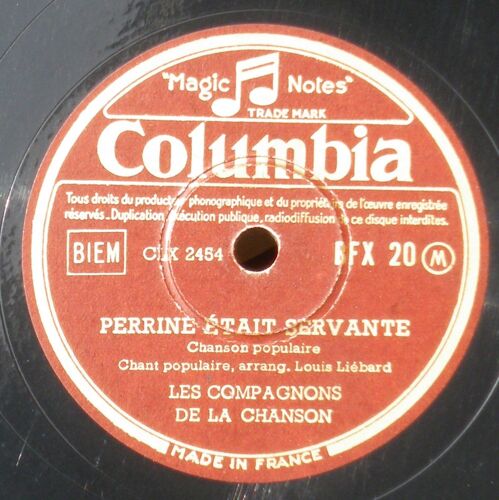 "Magic Notes"
TRADE MARK
Columbia
Tous droits du producteur phonographique et du propriétaire de l'œuvre enregistrée
réservés. Duplication, exécution publique, radiodiffusion de ce disque interdites.
BIEM CLX 2454 BFX 20 M
PERRINE ÉTAIT SERVANTE
Chanson populaire
Chant populaire, arrang. Louis Liébard
LES COMPAGNONS
DE LA CHANSON
MADE IN FRANCE